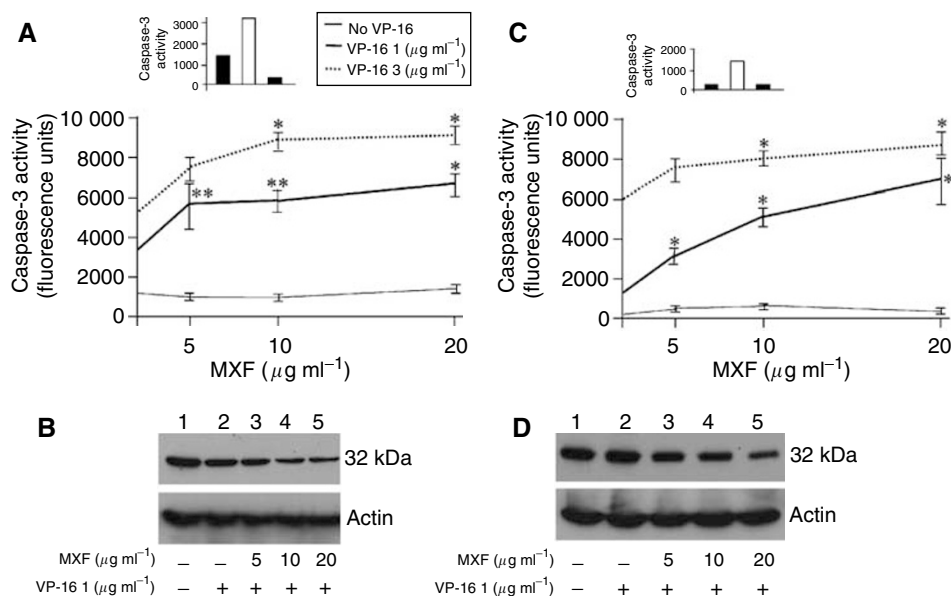 A
Caspase-3
activity
3000
2000
1000
0
No VP-16
VP-16 1 (μg ml⁻¹)
VP-16 3 (μg ml⁻¹)
Caspase-3 activity
(fluorescence units)
10 000
8000
6000
4000
2000
0
**
**
*
*
*
5 10 20
MXF (μg ml⁻¹)
C
Caspase-3
activity
2000
1000
0
Caspase-3 activity
(fluorescence units)
10 000
8000
6000
4000
2000
0
*
*
*
*
*
5 10 20
MXF (μg ml⁻¹)
B
1 2 3 4 5
32 kDa
Actin
MXF (μg ml⁻¹) – – 5 10 20
VP-16 1 (μg ml⁻¹) – + + + +
D
1 2 3 4 5
32 kDa
Actin
MXF (μg ml⁻¹) – – 5 10 20
VP-16 1 (μg ml⁻¹) – + + + +